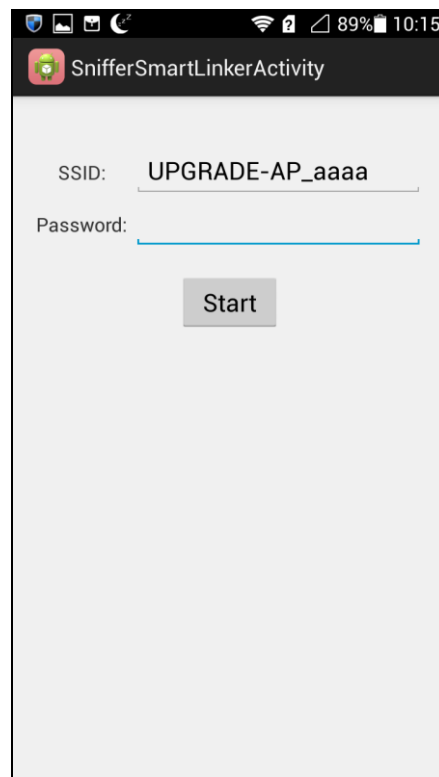 89% 10:15
SnifferSmartLinkerActivity
SSID: UPGRADE-AP_aaaa
Password:
Start